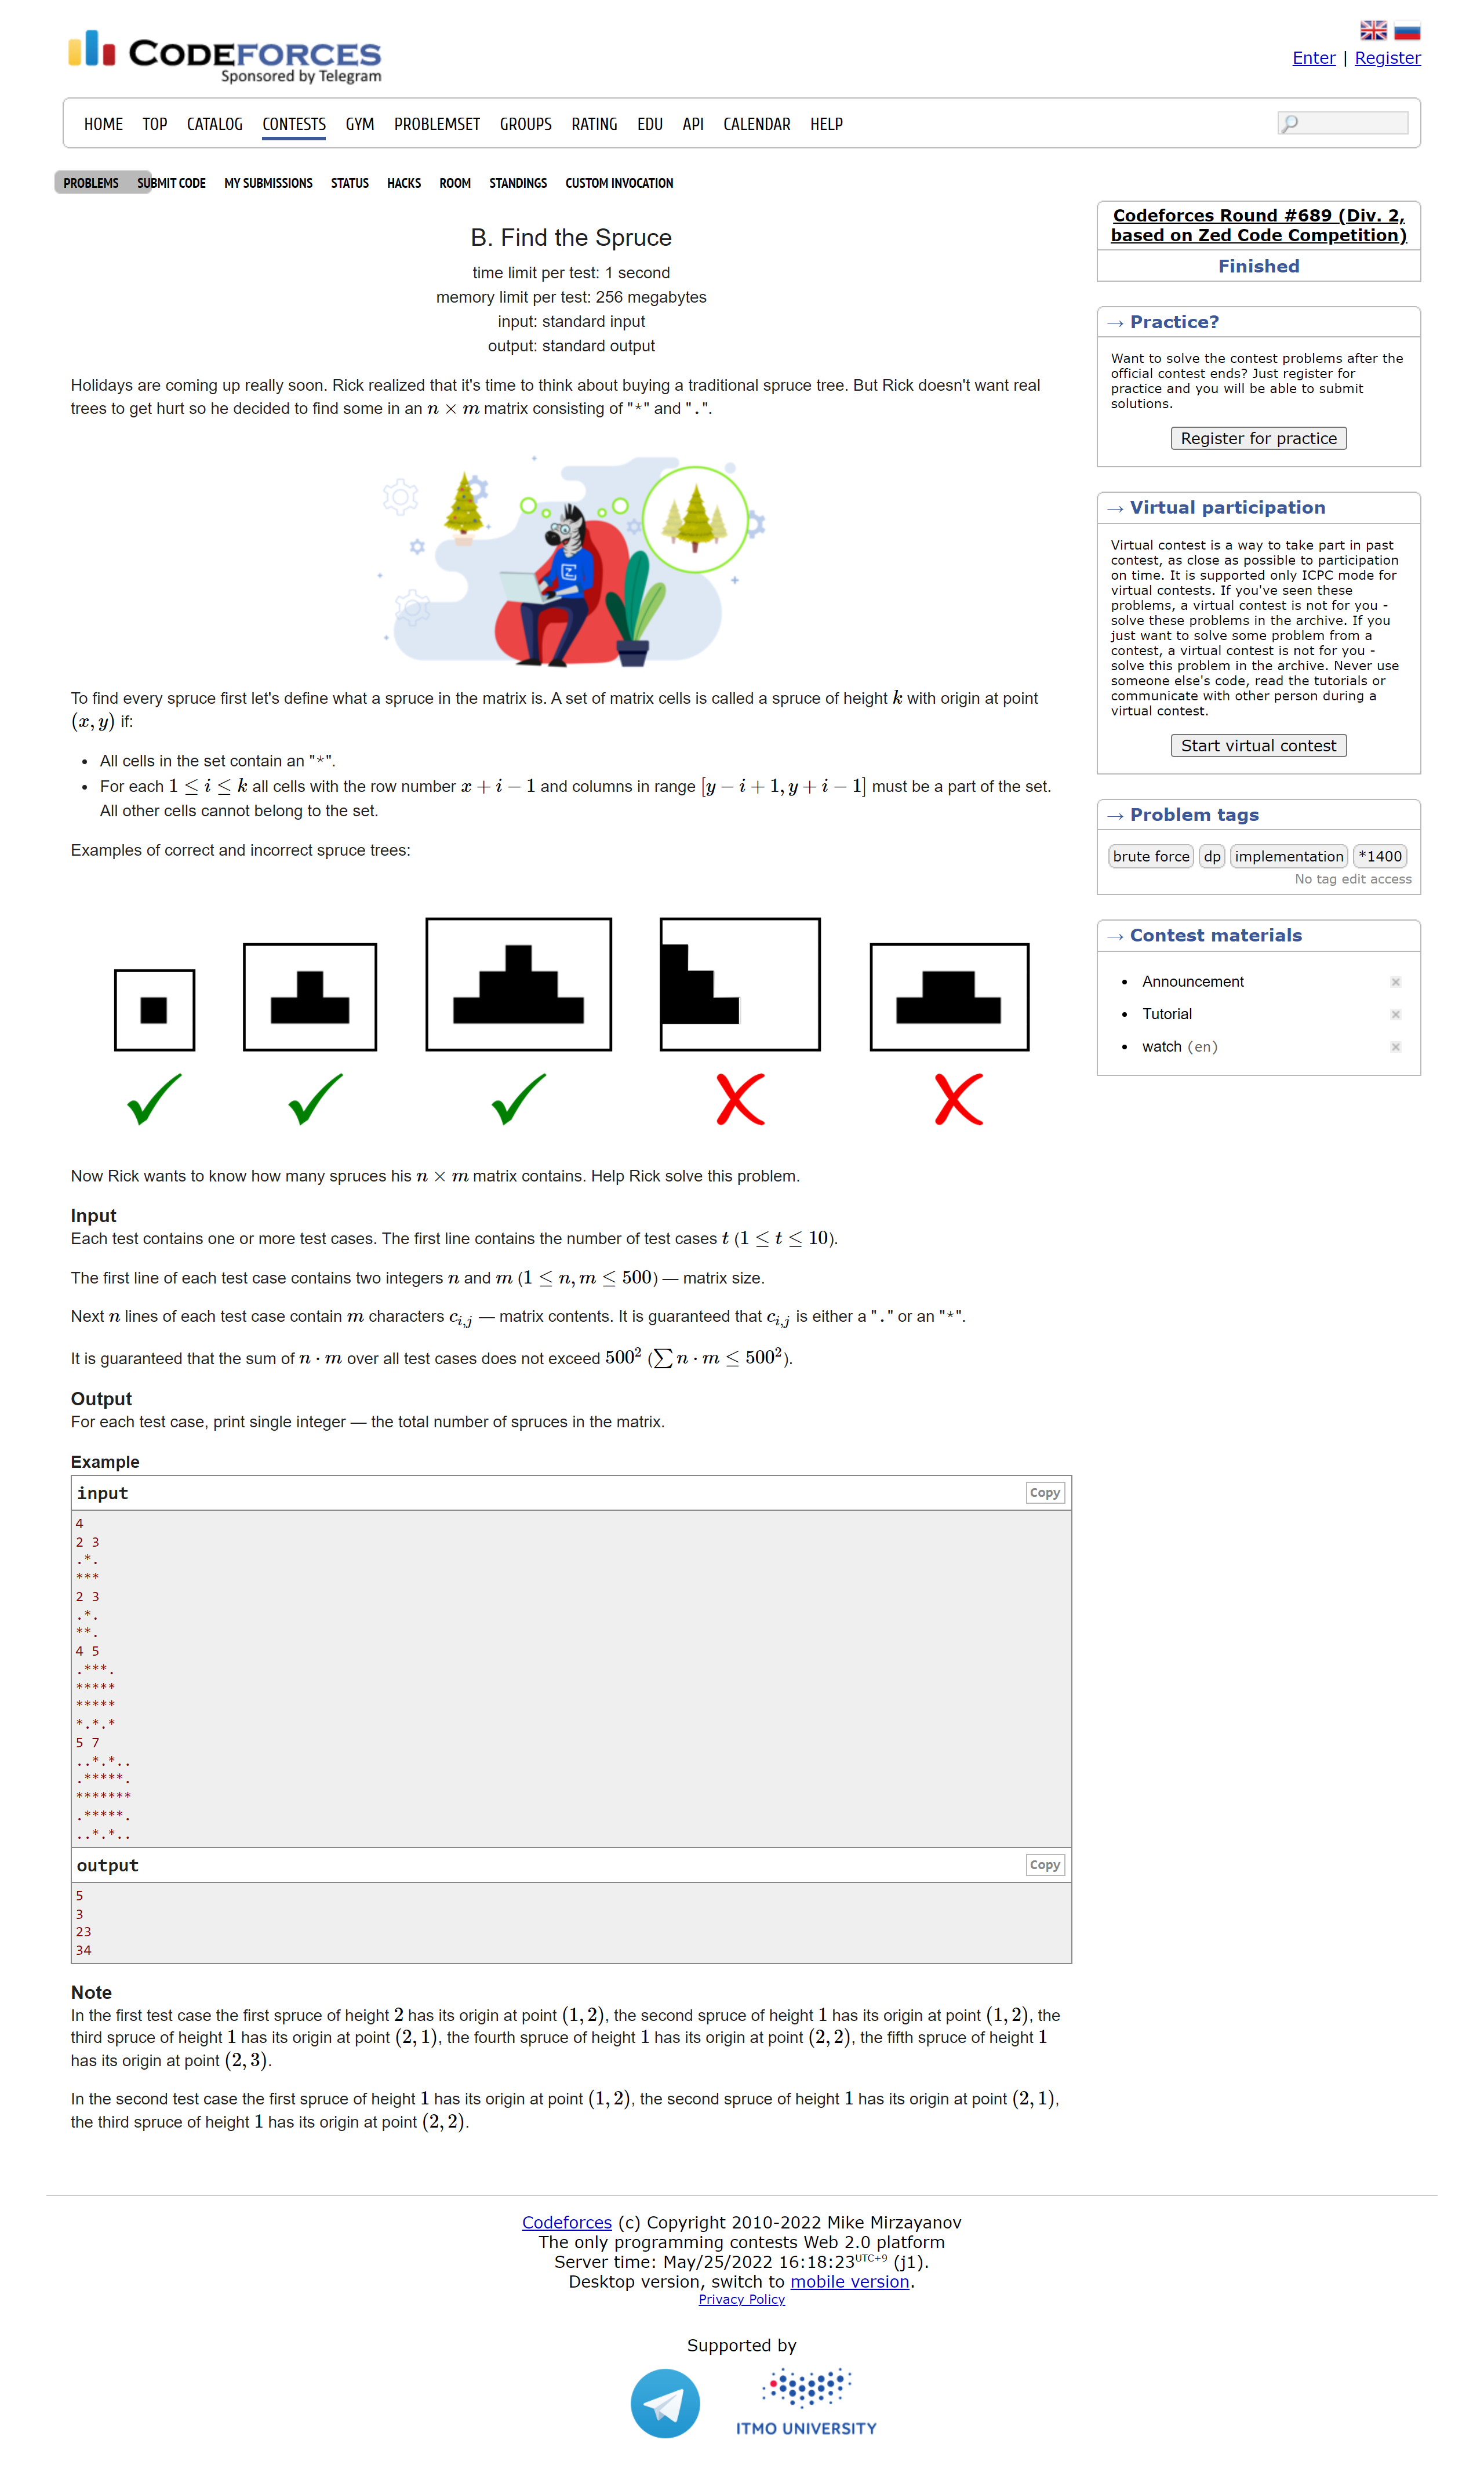 CODEFORCES
Sponsored by Telegram
Enter | Register
HOME TOP CATALOG CONTESTS GYM PROBLEMSET GROUPS RATING EDU API CALENDAR HELP
PROBLEMS SUBMIT CODE MY SUBMISSIONS STATUS HACKS ROOM STANDINGS CUSTOM INVOCATION
B. Find the Spruce
time limit per test: 1 second
memory limit per test: 256 megabytes
input: standard input
output: standard output
Holidays are coming up really soon. Rick realized that it's time to think about buying a traditional spruce tree. But Rick doesn't want real
trees to get hurt so he decided to find some in an n × m matrix consisting of "*" and ".".
To find every spruce first let's define what a spruce in the matrix is. A set of matrix cells is called a spruce of height k with origin at point
(x, y) if:
• All cells in the set contain an "*".
• For each 1 ≤ i ≤ k all cells with the row number x + i − 1 and columns in range [y − i + 1, y + i − 1] must be a part of the set.
All other cells cannot belong to the set.
Examples of correct and incorrect spruce trees:
Now Rick wants to know how many spruces his n × m matrix contains. Help Rick solve this problem.
Input
Each test contains one or more test cases. The first line contains the number of test cases t (1 ≤ t ≤ 10).
The first line of each test case contains two integers n and m (1 ≤ n, m ≤ 500) — matrix size.
Next n lines of each test case contain m characters c_{i,j} — matrix contents. It is guaranteed that c_{i,j} is either a "." or an "*".
It is guaranteed that the sum of n · m over all test cases does not exceed 500² (∑ n · m ≤ 500²).
Output
For each test case, print single integer — the total number of spruces in the matrix.
Example
input
Copy
4
2 3
.*.
***
2 3
.*.
**.
4 5
.***.
*****
*****
*.*.*
5 7
..*.*..
.*****.
*******
.*****.
..*.*..
output
Copy
5
3
23
34
Note
In the first test case the first spruce of height 2 has its origin at point (1, 2), the second spruce of height 1 has its origin at point (1, 2), the
third spruce of height 1 has its origin at point (2, 1), the fourth spruce of height 1 has its origin at point (2, 2), the fifth spruce of height 1
has its origin at point (2, 3).
In the second test case the first spruce of height 1 has its origin at point (1, 2), the second spruce of height 1 has its origin at point (2, 1),
the third spruce of height 1 has its origin at point (2, 2).
Codeforces Round #689 (Div. 2,
based on Zed Code Competition)
Finished
→ Practice?
Want to solve the contest problems after the
official contest ends? Just register for
practice and you will be able to submit
solutions.
Register for practice
→ Virtual participation
Virtual contest is a way to take part in past
contest, as close as possible to participation
on time. It is supported only ICPC mode for
virtual contests. If you've seen these
problems, a virtual contest is not for you -
solve these problems in the archive. If you
just want to solve some problem from a
contest, a virtual contest is not for you -
solve this problem in the archive. Never use
someone else's code, read the tutorials or
communicate with other person during a
virtual contest.
Start virtual contest
→ Problem tags
brute force dp implementation *1400
No tag edit access
→ Contest materials
• Announcement
• Tutorial
• watch (en)
Codeforces (c) Copyright 2010-2022 Mike Mirzayanov
The only programming contests Web 2.0 platform
Server time: May/25/2022 16:18:23 UTC+9 (j1).
Desktop version, switch to mobile version.
Privacy Policy
Supported by
ITMO UNIVERSITY